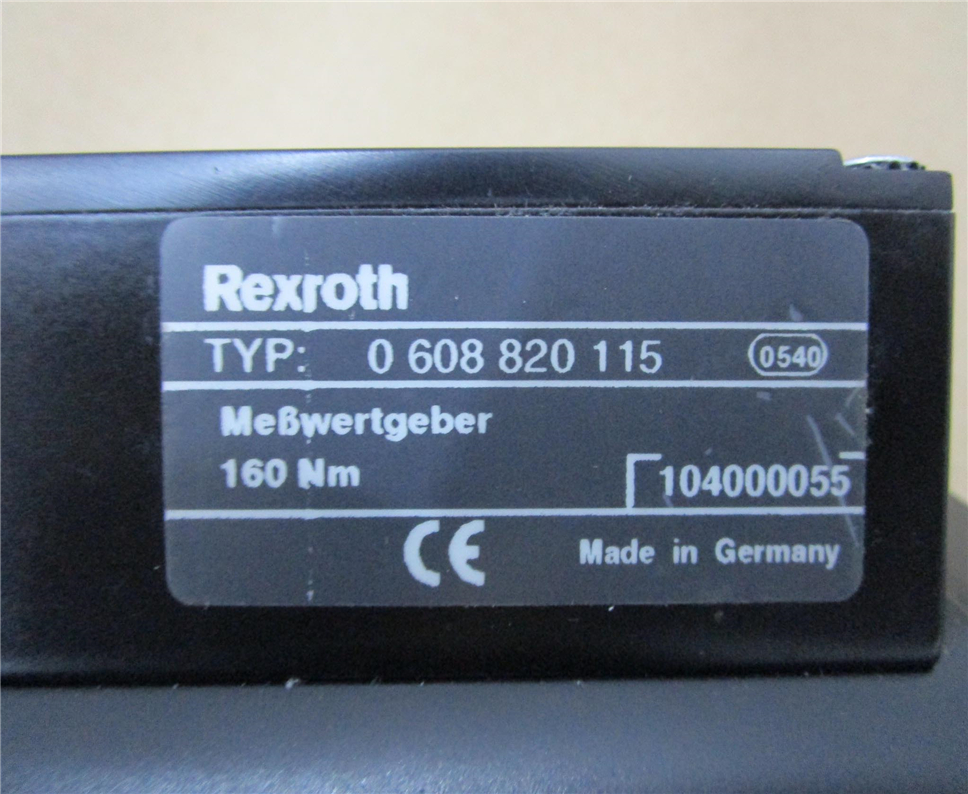 Rexroth
TYP: 0 608 820 115 0540
Meßwertgeber
160 Nm 104000055
CE Made in Germany